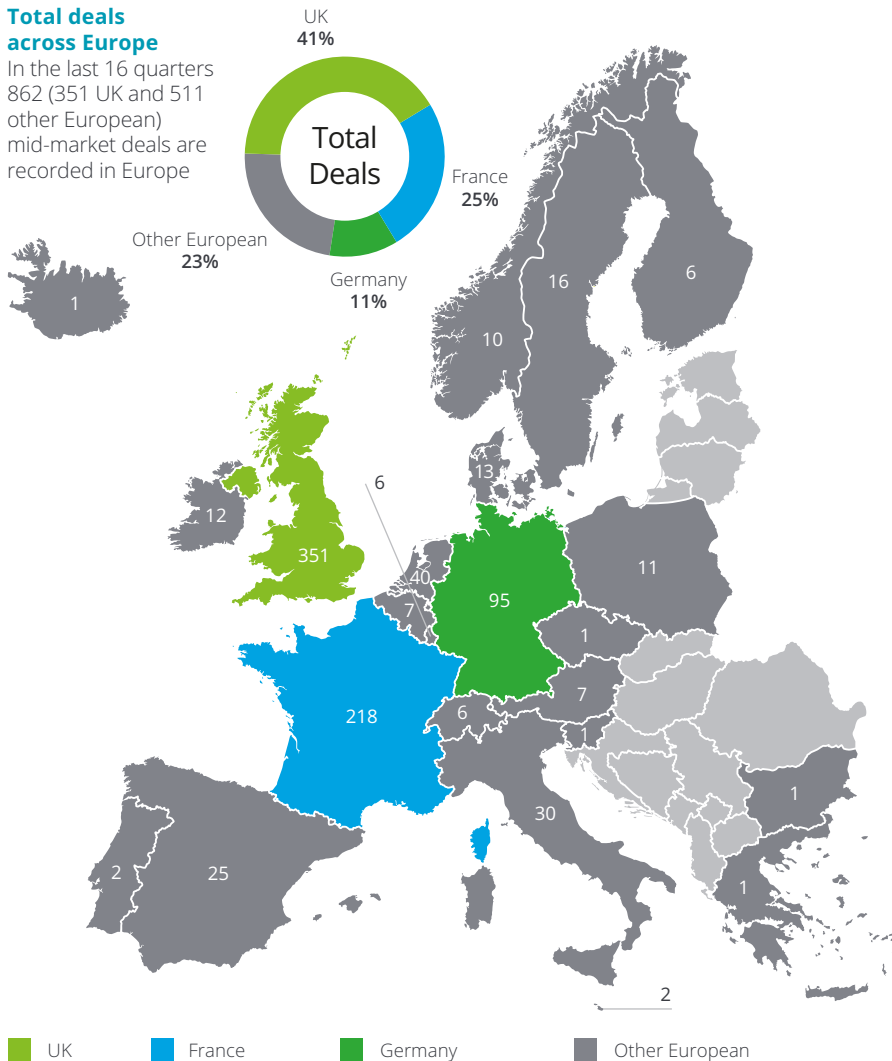 Total deals
across Europe
In the last 16 quarters
862 (351 UK and 511
other European)
mid-market deals are
recorded in Europe
UK
41%
Total
Deals
France
25%
Other European
23%
Germany
11%
1
16
6
10
13
6
12
351
40
7
95
11
1
218
6
7
1
30
1
2
25
1
2
UK
France
Germany
Other European